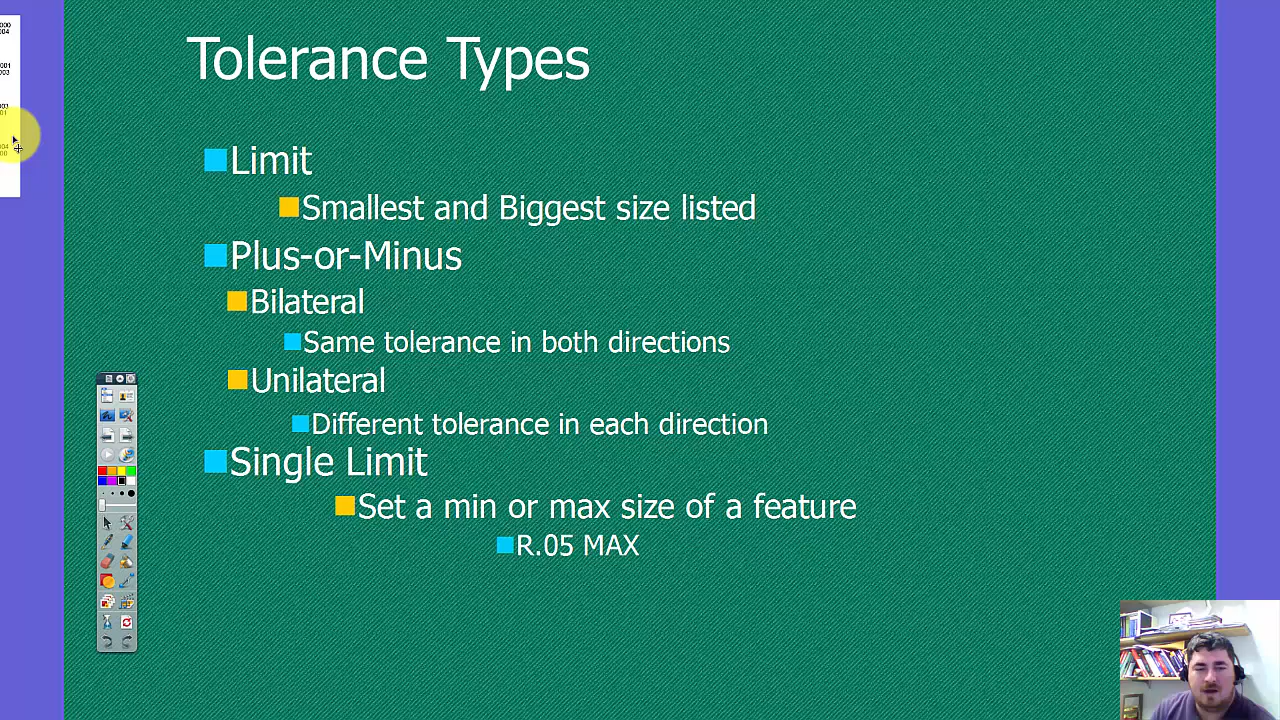 Tolerance Types
Limit
Smallest and Biggest size listed
Plus-or-Minus
Bilateral
Same tolerance in both directions
Unilateral
Different tolerance in each direction
Single Limit
Set a min or max size of a feature
R.05 MAX